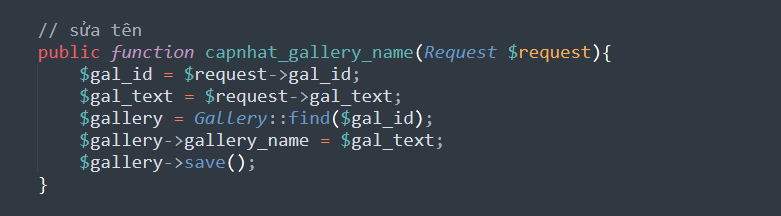 // sửa tên
public function capnhat_gallery_name(Request $request){
    $gal_id = $request->gal_id;
    $gal_text = $request->gal_text;
    $gallery = Gallery::find($gal_id);
    $gallery->gallery_name = $gal_text;
    $gallery->save();
}